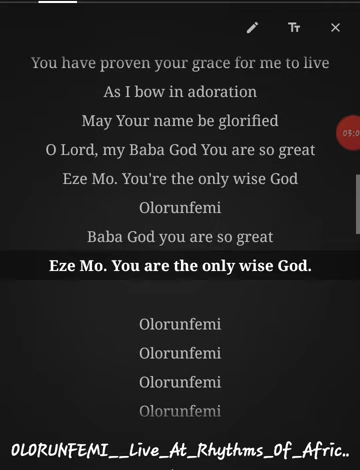 You have proven your grace for me to live
As I bow in adoration
May Your name be glorified
O Lord, my Baba God You are so great
Eze Mo. You're the only wise God
Olorunfemi
Baba God you are so great
Eze Mo. You are the only wise God.
Olorunfemi
Olorunfemi
Olorunfemi
Olorunfemi
OLORUNFEMI__Live_At_Rhythms_Of_Afric..